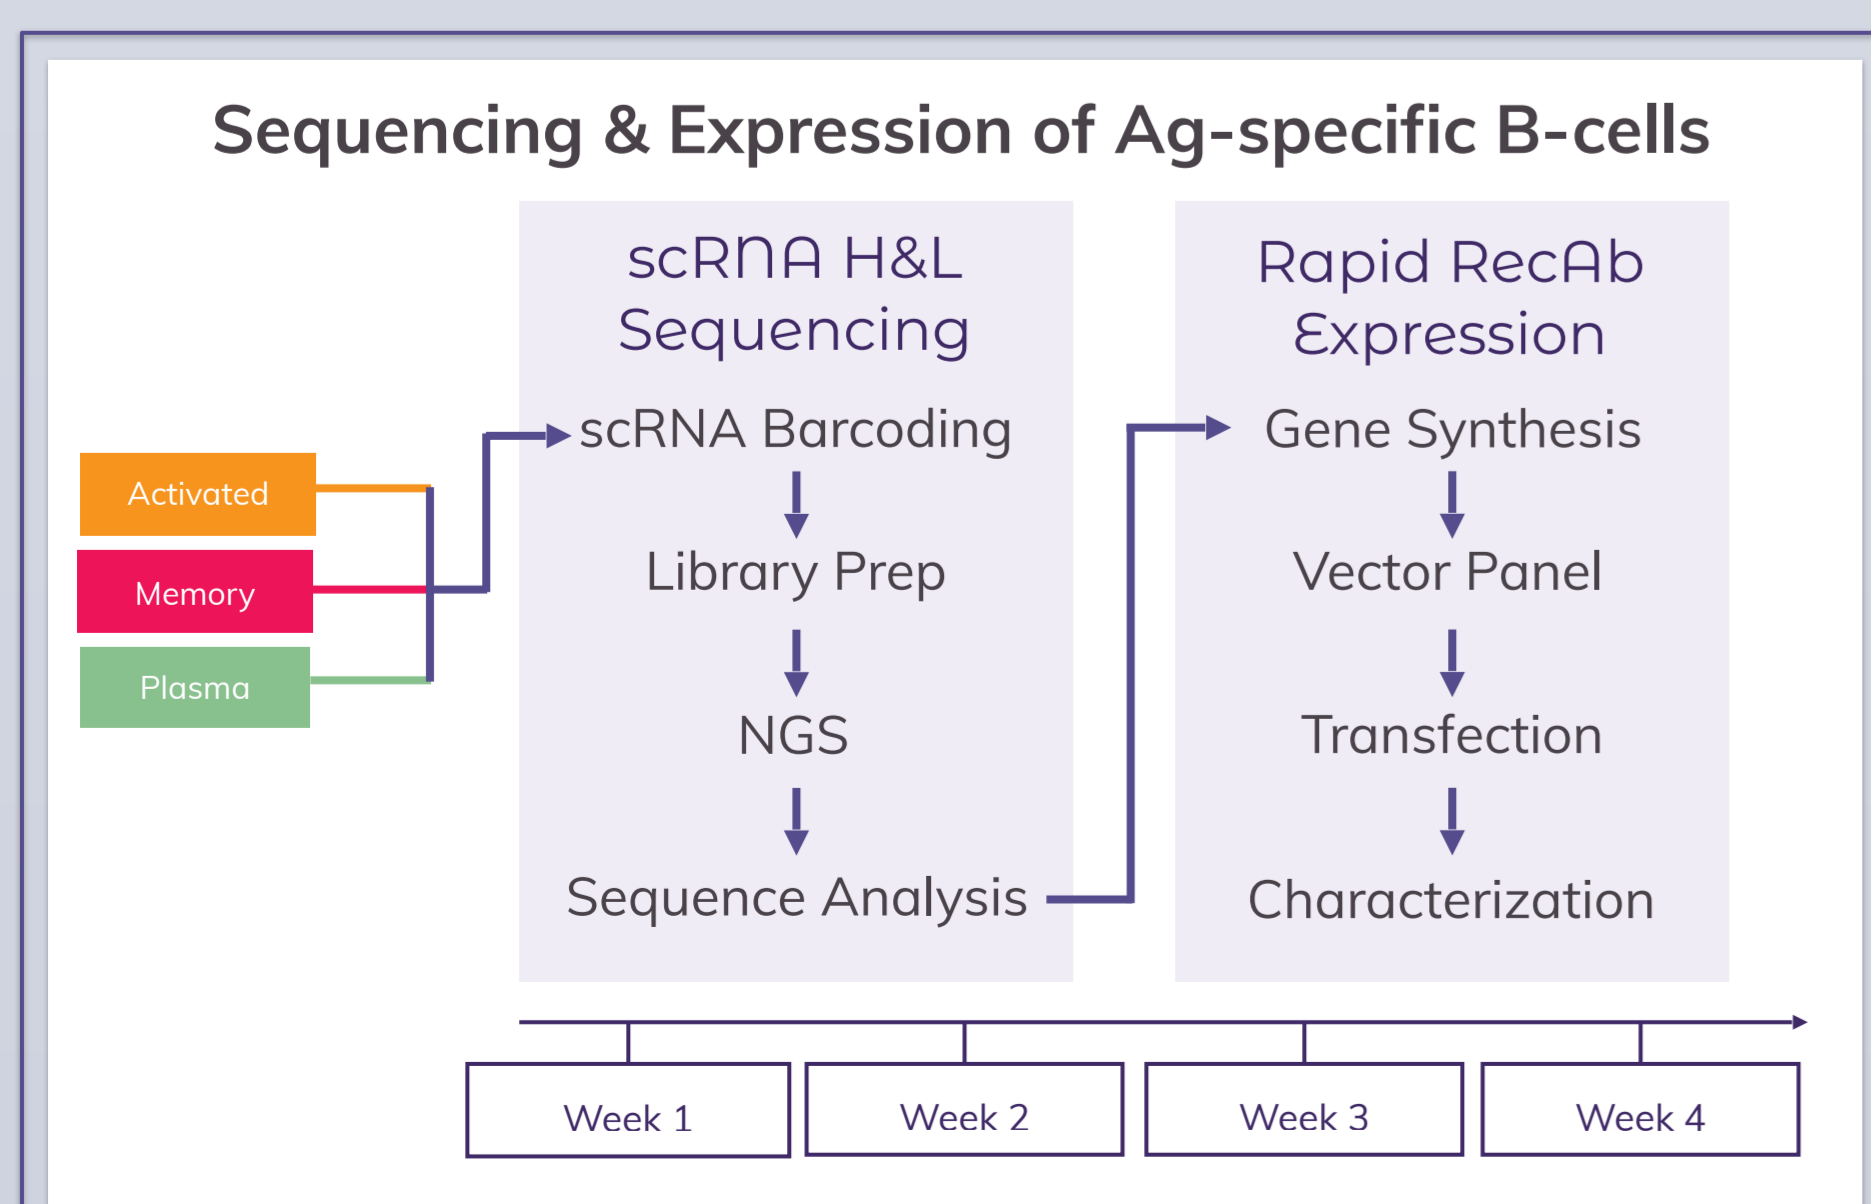 Sequencing & Expression of Ag-specific B-cells
Activated
Memory
Plasma
scRNA H&L
Sequencing
scRNA Barcoding
Library Prep
NGS
Sequence Analysis
Rapid RecAb
Expression
Gene Synthesis
Vector Panel
Transfection
Characterization
Week 1
Week 2
Week 3
Week 4